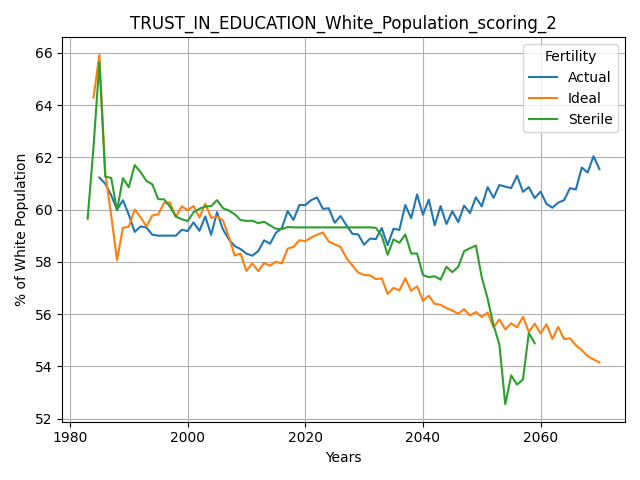 TRUST_IN_EDUCATION_White_Population_scoring_2
Fertility
Actual
Ideal
Sterile
% of White Population
66
64
62
60
58
56
54
52
1980
2000
2020
2040
2060
Years